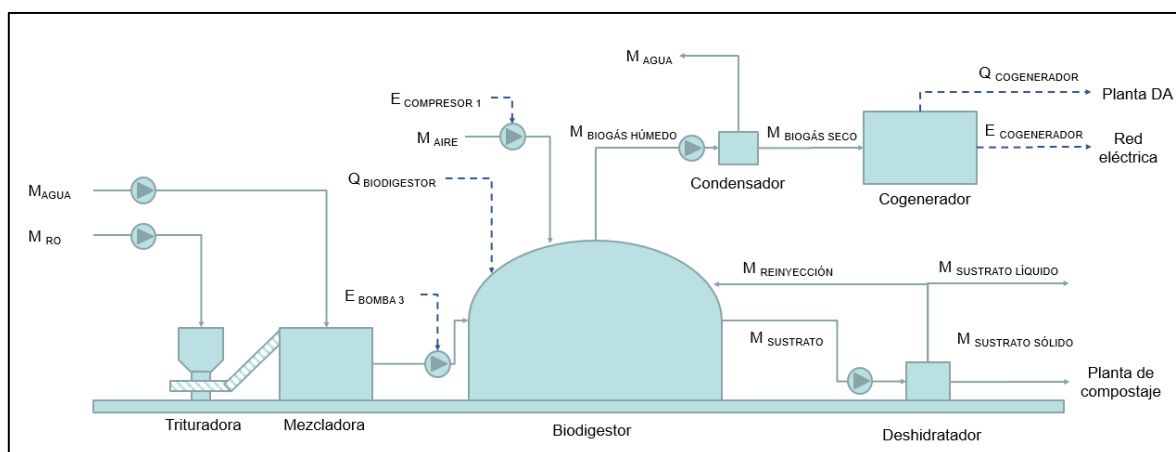 Q COGENERADOR
M AGUA
Planta DA
E COMPRESOR 1
E COGENERADOR
M AIRE
M BIOGÁS HÚMEDO
M BIOGÁS SECO
Red
eléctrica
Condensador
Q BIODIGESTOR
Cogenerador
MAGUA
M RO
M REINYECCIÓN
M SUSTRATO LÍQUIDO
E BOMBA 3
M SUSTRATO
M SUSTRATO SÓLIDO
Planta de
compostaje
Trituradora
Mezcladora
Biodigestor
Deshidratador